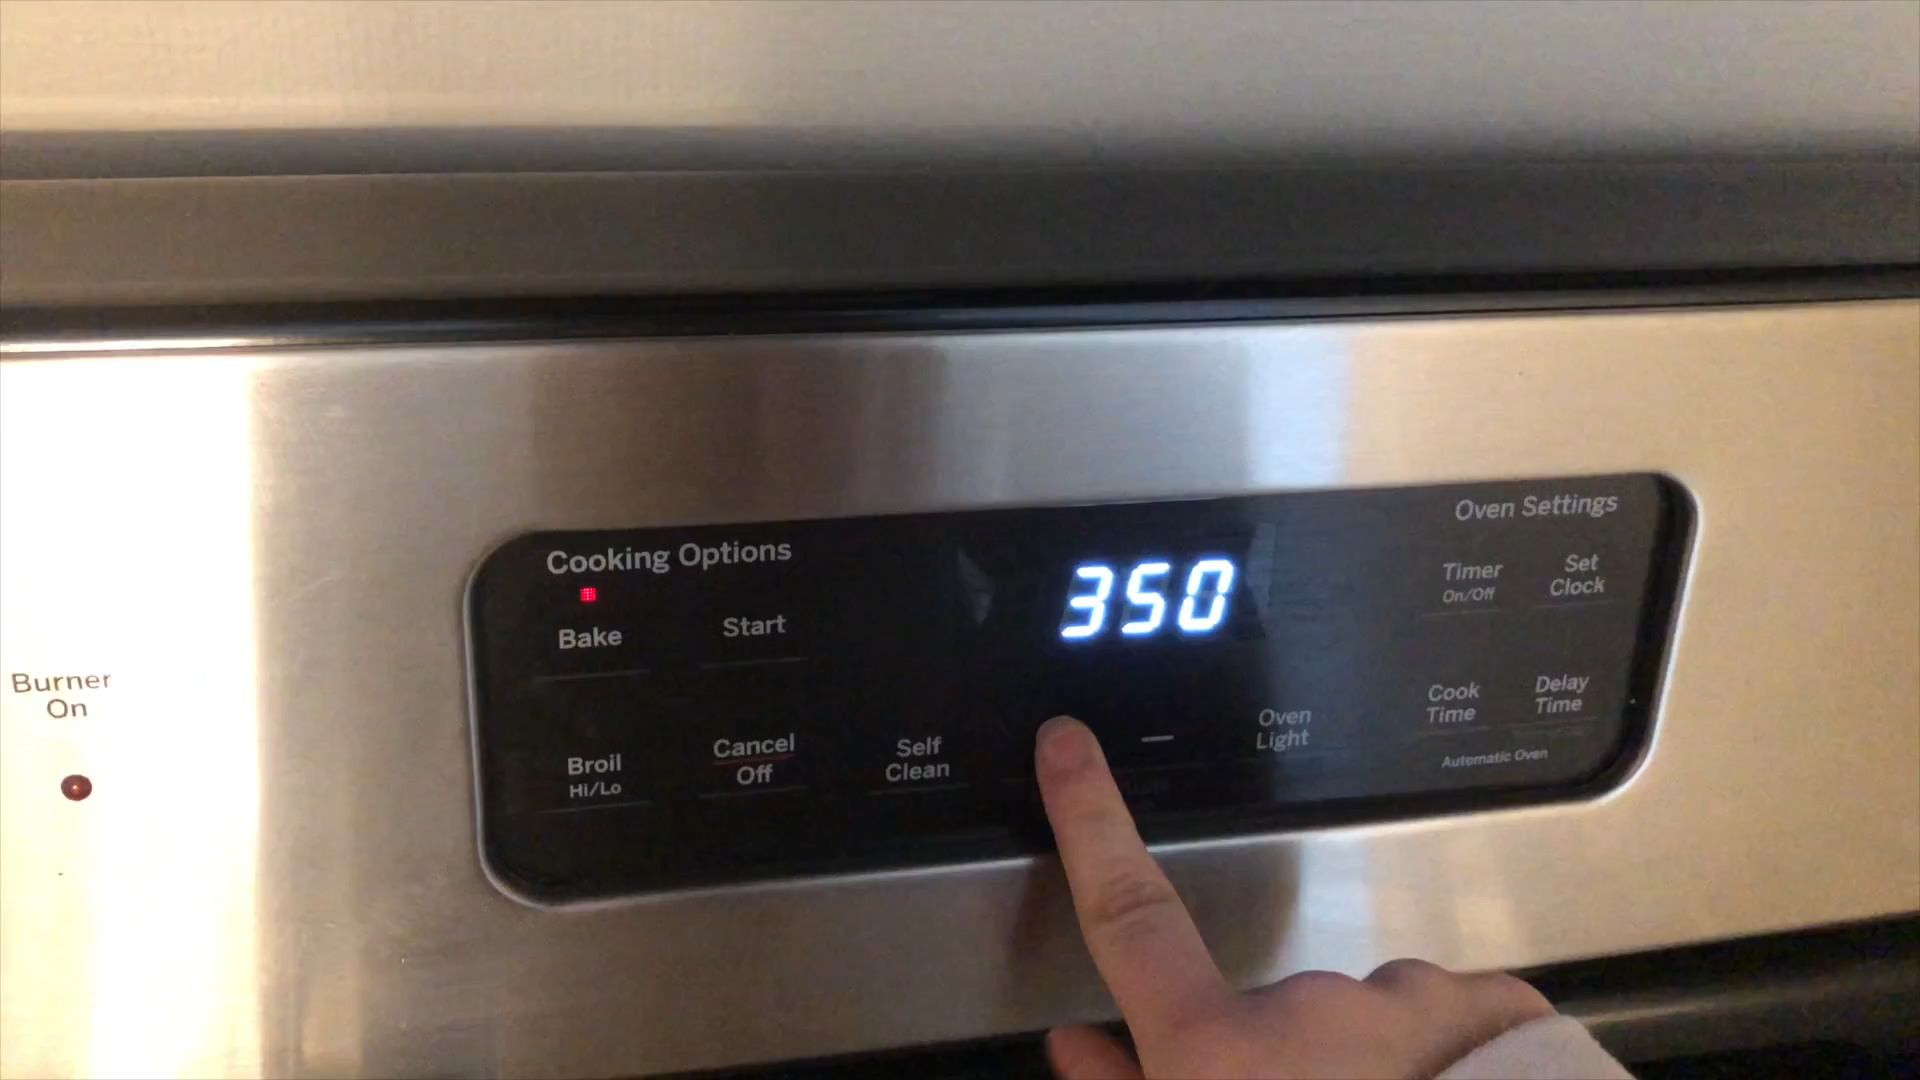 Cooking Options
Bake
Start
Broil
Hi/Lo
Cancel
Off
Self
Clean
350
—
Oven
Light
Oven Settings
Timer
On/Off
Set
Clock
Cook
Time
Delay
Time
Automatic Oven
Burner
On